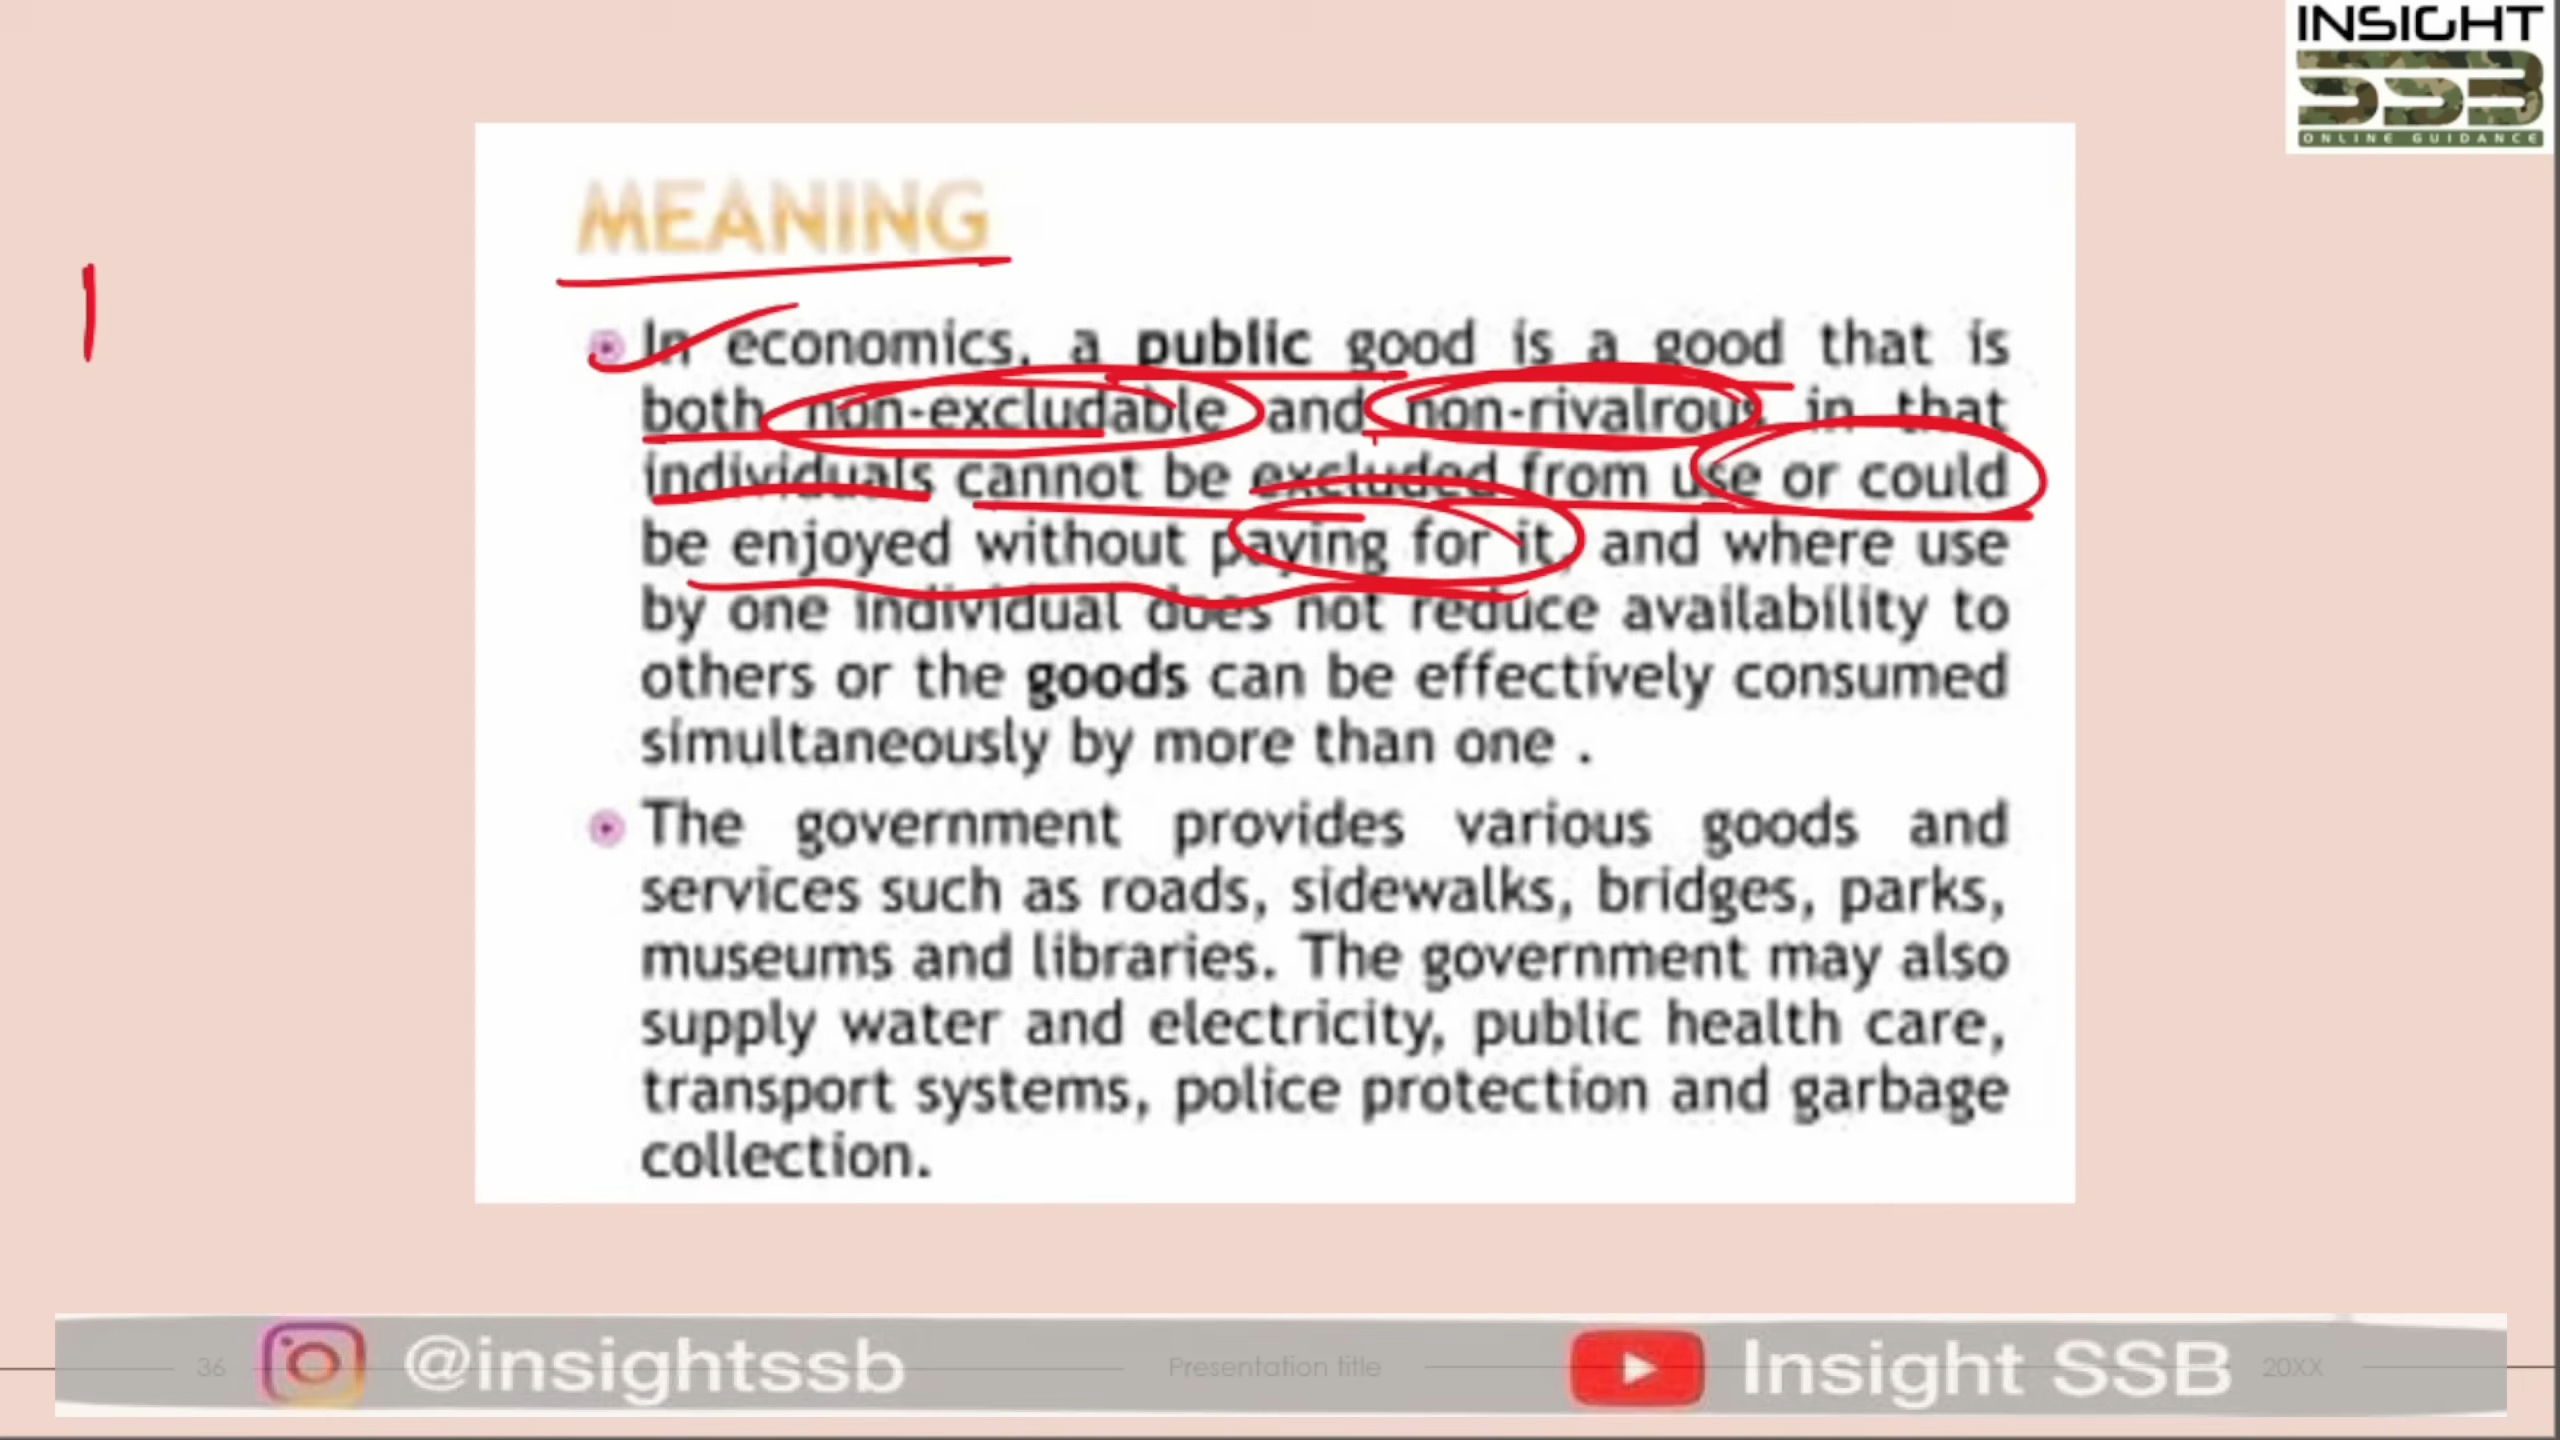 INSIGHT
SSB
ONLINE GUIDANCE
MEANING
In economics, a public good is a good that is
both non-excludable and non-rivalrous in that
individuals cannot be excluded from use or could
be enjoyed without paying for it, and where use
by one individual does not reduce availability to
others or the goods can be effectively consumed
simultaneously by more than one .
The government provides various goods and
services such as roads, sidewalks, bridges, parks,
museums and libraries. The government may also
supply water and electricity, public health care,
transport systems, police protection and garbage
collection.
36
@insightssb
Presentation title
Insight SSB
20XX